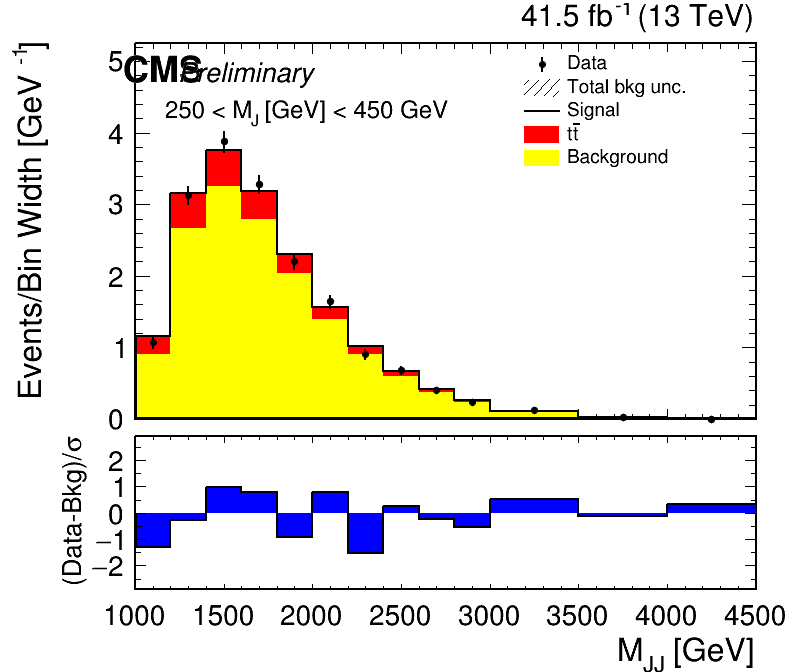 41.5 fb-1 (13 TeV)
CMS Preliminary
250 < MJ [GeV] < 450 GeV
Data
Total bkg unc.
Signal
tt̄
Background
Events/Bin Width [GeV-1]
5
4
3
2
1
0
(Data-Bkg)/σ
2
1
0
−1
−2
1000 1500 2000 2500 3000 3500 4000 4500
MJJ [GeV]